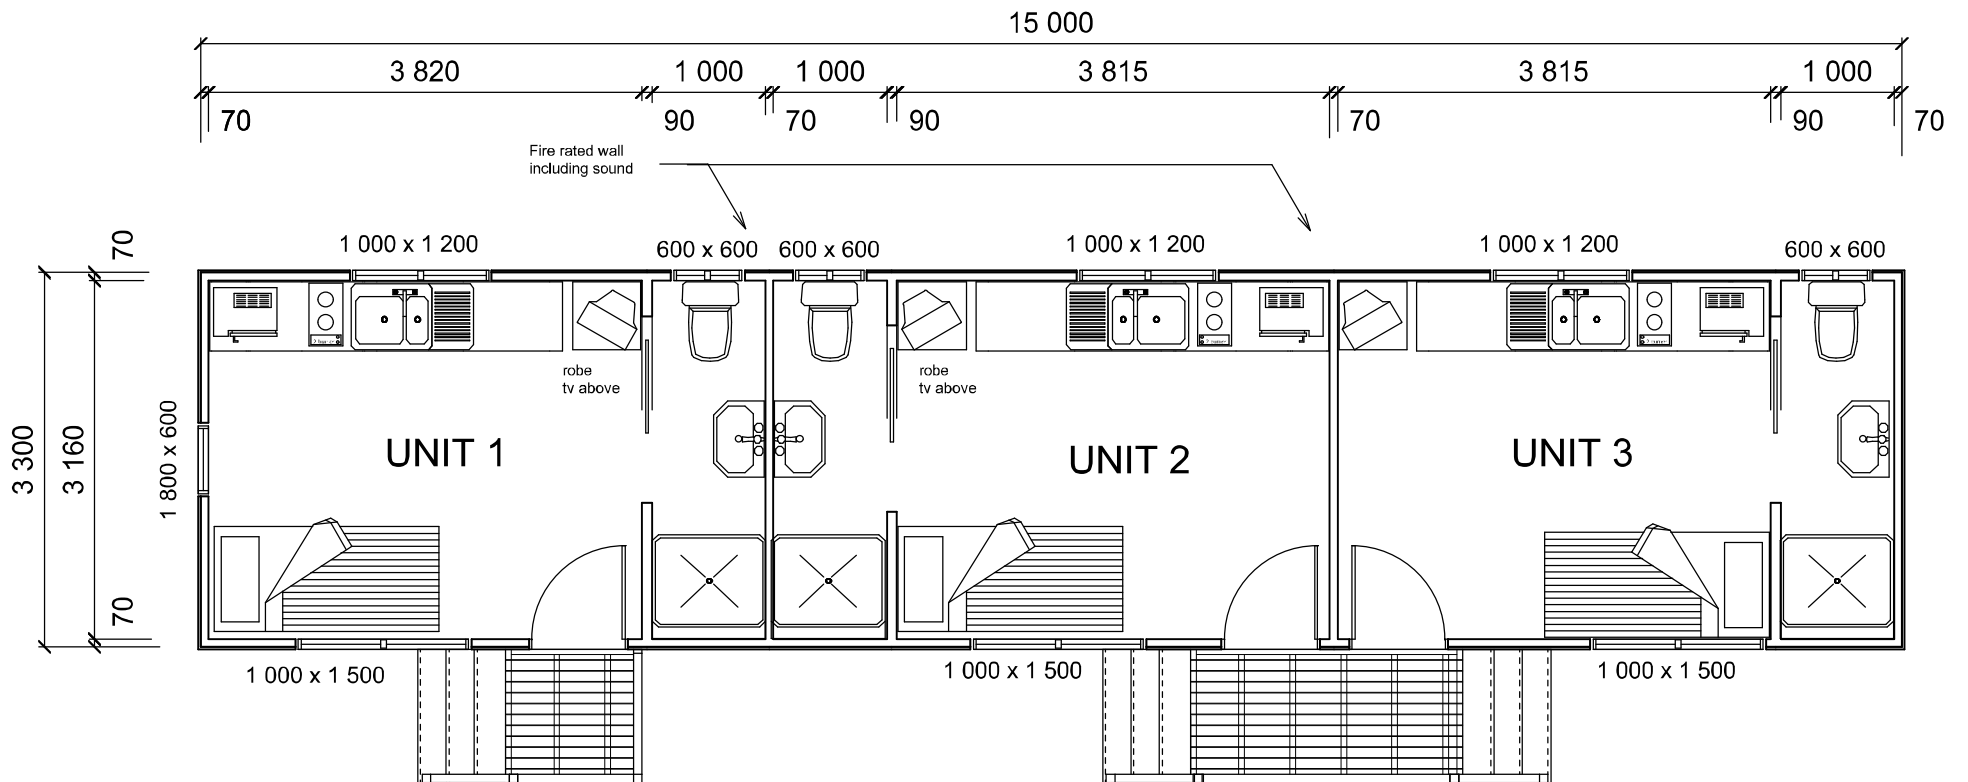 15 000
3 820
1 000
1 000
3 815
3 815
1 000
70
90
70
90
70
90
70
Fire rated wall
including sound
70
1 000 x 1 200
600 x 600
600 x 600
1 000 x 1 200
1 000 x 1 200
600 x 600
robe
tv above
robe
tv above
3 300
3 160
1 800 x 600
UNIT 1
UNIT 2
UNIT 3
70
1 000 x 1 500
1 000 x 1 500
1 000 x 1 500